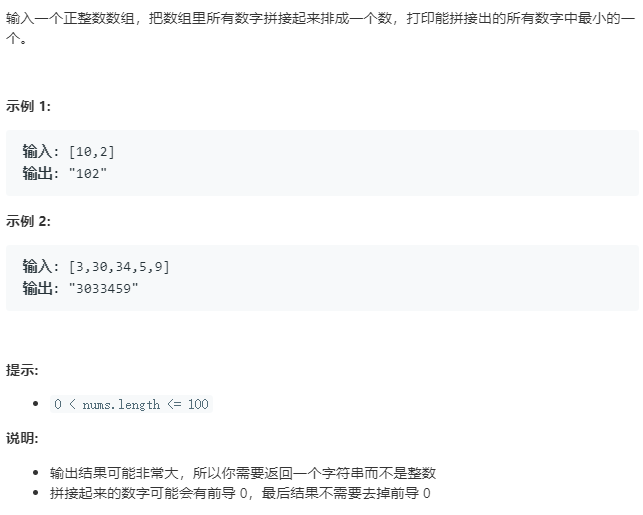 输入一个正整数数组，把数组里所有数字拼接起来排成一个数，打印能拼接出的所有数字中最小的一
个。
示例 1:
输入: [10,2]
输出: "102"
示例 2:
输入: [3,30,34,5,9]
输出: "3033459"
提示:
• 0 < nums.length <= 100
说明:
• 输出结果可能非常大，所以你需要返回一个字符串而不是整数
• 拼接起来的数字可能会有前导 0，最后结果不需要去掉前导 0